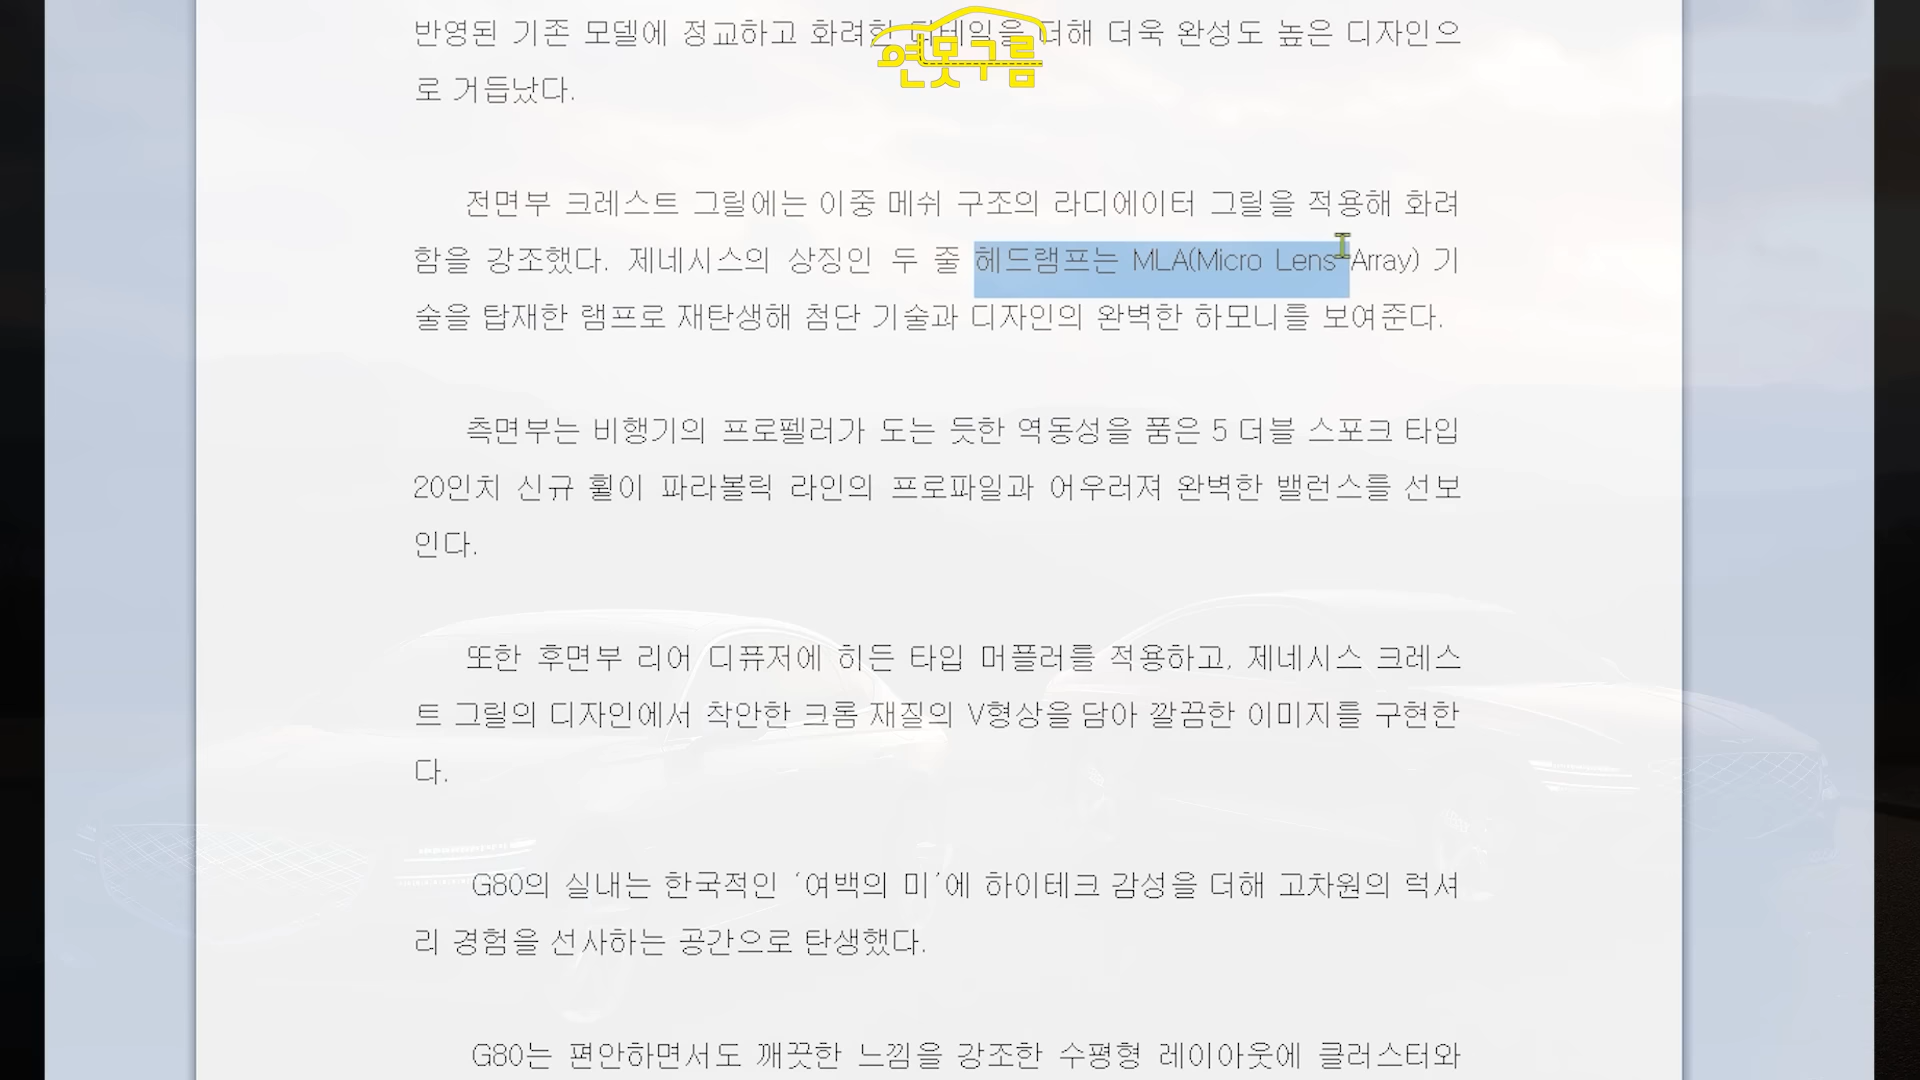 반영된 기존 모델에 정교하고 화려한 디테일을 더해 더욱 완성도 높은 디자인으
연못구름
로 거듭났다.
전면부 크레스트 그릴에는 이중 메쉬 구조의 라디에이터 그릴을 적용해 화려
함을 강조했다. 제네시스의 상징인 두 줄 헤드램프는 MLA(Micro Lens Array) 기
술을 탑재한 램프로 재탄생해 첨단 기술과 디자인의 완벽한 하모니를 보여준다.
측면부는 비행기의 프로펠러가 도는 듯한 역동성을 품은 5 더블 스포크 타입
20인치 신규 휠이 파라볼릭 라인의 프로파일과 어우러져 완벽한 밸런스를 선보
인다.
또한 후면부 리어 디퓨저에 히든 타입 머플러를 적용하고, 제네시스 크레스
트 그릴의 디자인에서 착안한 크롬 재질의 V형상을 담아 깔끔한 이미지를 구현한
다.
G80의 실내는 한국적인 ‘여백의 미’에 하이테크 감성을 더해 고차원의 럭셔
리 경험을 선사하는 공간으로 탄생했다.
G80는 편안하면서도 깨끗한 느낌을 강조한 수평형 레이아웃에 클러스터와